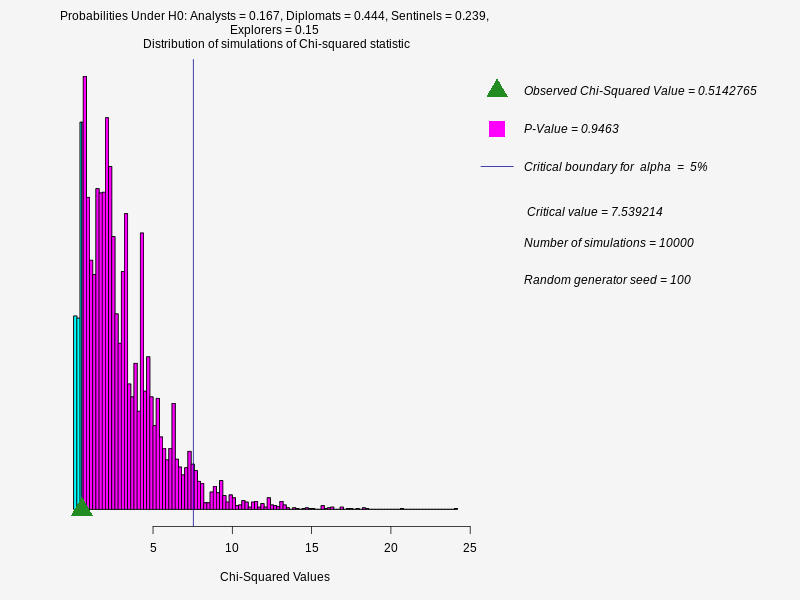 Probabilities Under H0: Analysts = 0.167, Diplomats = 0.444, Sentinels = 0.239,
Explorers = 0.15
Distribution of simulations of Chi-squared statistic
Observed Chi-Squared Value = 0.5142765
P-Value = 0.9463
Critical boundary for alpha = 5%
Critical value = 7.539214
Number of simulations = 10000
Random generator seed = 100
5 10 15 20 25
Chi-Squared Values